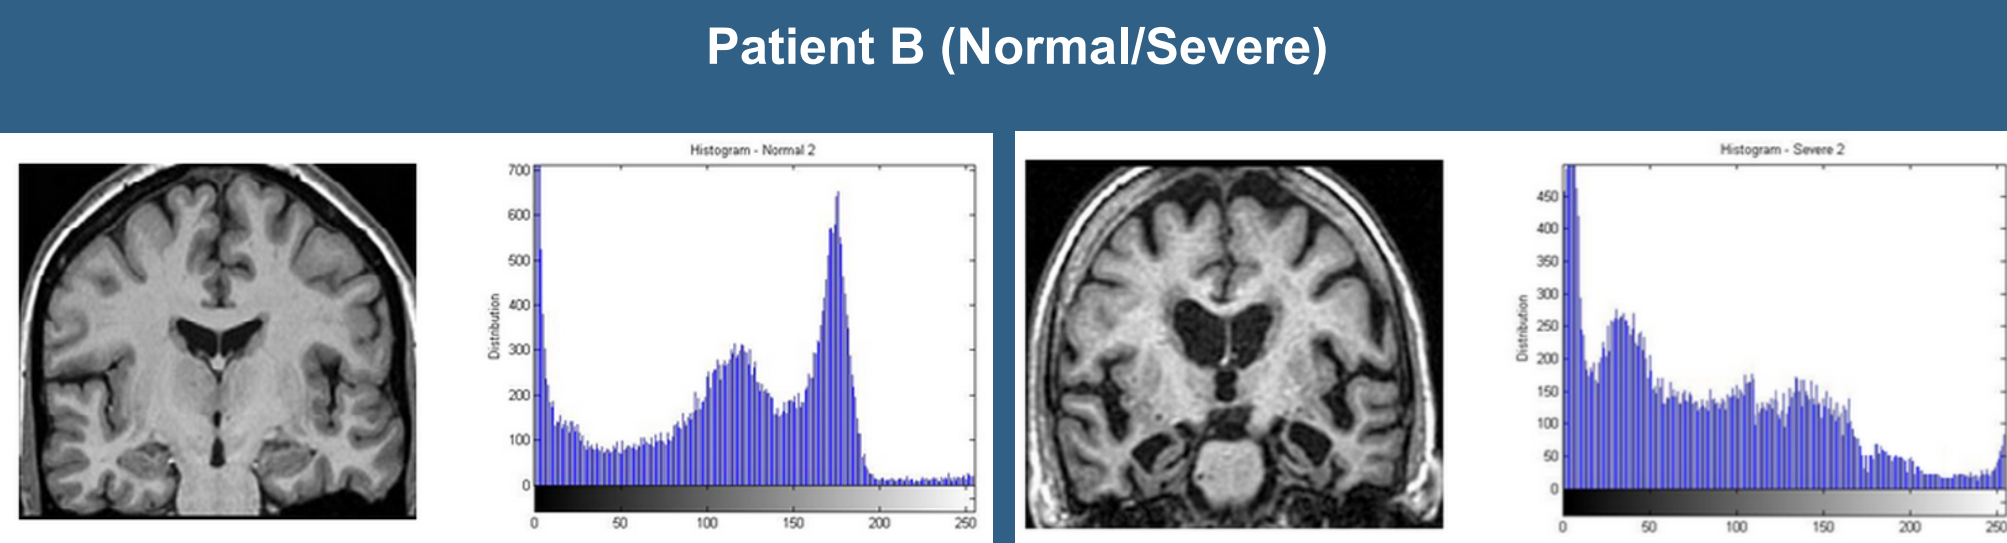 Patient B (Normal/Severe)
Histogram - Normal 2
700
600
500
400
300
200
100
0
Distribution
0 50 100 150 200 250
Histogram - Severe 2
450
400
350
300
250
200
150
100
50
0
Distribution
0 50 100 150 200 250